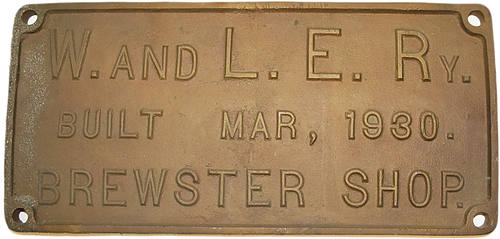 W. AND L. E. RY.
BUILT MAR, 1930.
BREWSTER SHOP.